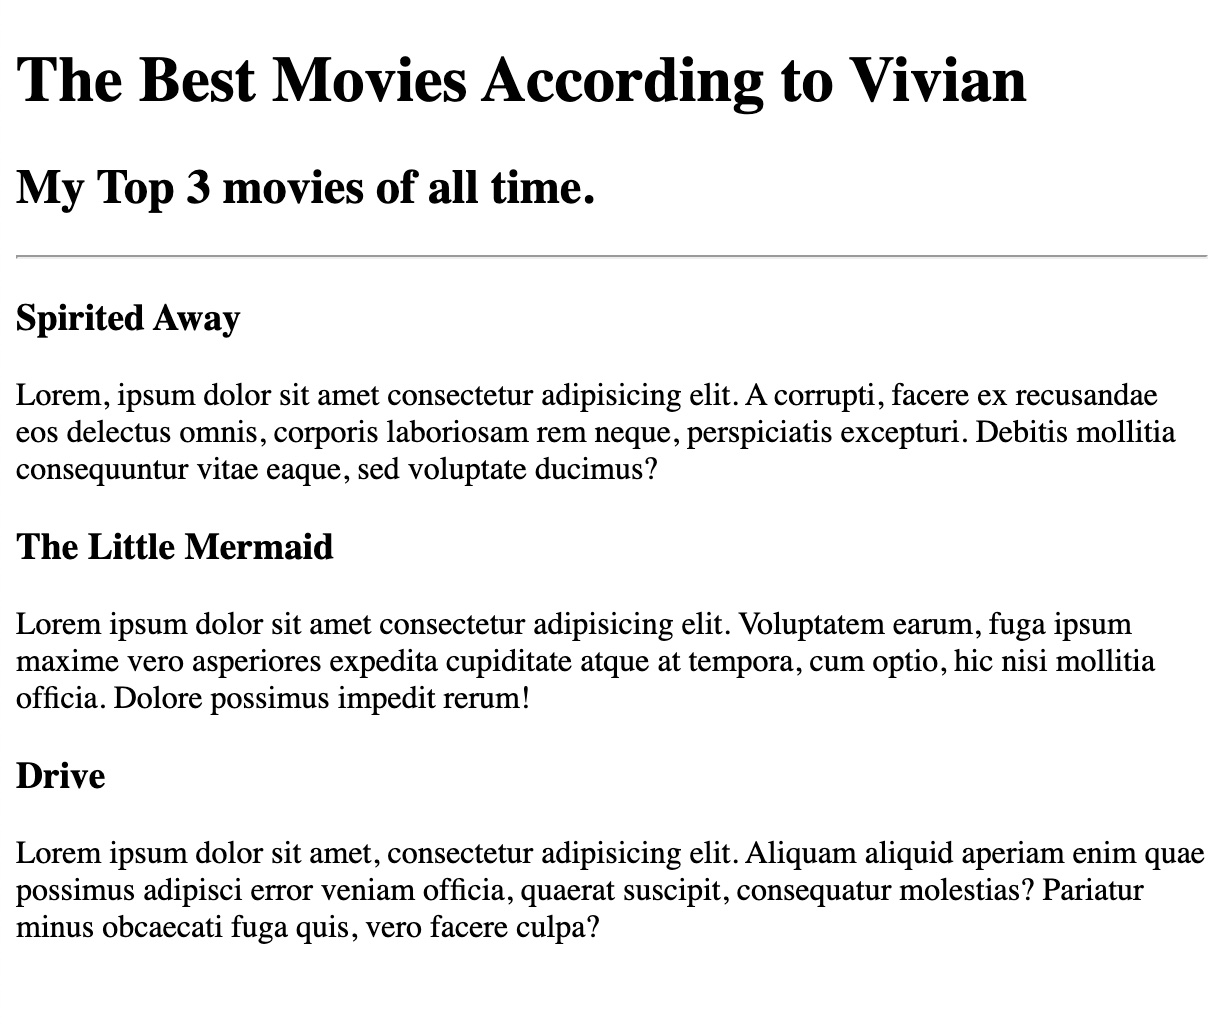 The Best Movies According to Vivian
My Top 3 movies of all time.
Spirited Away
Lorem, ipsum dolor sit amet consectetur adipisicing elit. A corrupti, facere ex recusandae
eos delectus omnis, corporis laboriosam rem neque, perspiciatis excepturi. Debitis mollitia
consequuntur vitae eaque, sed voluptate ducimus?
The Little Mermaid
Lorem ipsum dolor sit amet consectetur adipisicing elit. Voluptatem earum, fuga ipsum
maxime vero asperiores expedita cupiditate atque at tempora, cum optio, hic nisi mollitia
officia. Dolore possimus impedit rerum!
Drive
Lorem ipsum dolor sit amet, consectetur adipisicing elit. Aliquam aliquid aperiam enim quae
possimus adipisci error veniam officia, quaerat suscipit, consequatur molestias? Pariatur
minus obcaecati fuga quis, vero facere culpa?